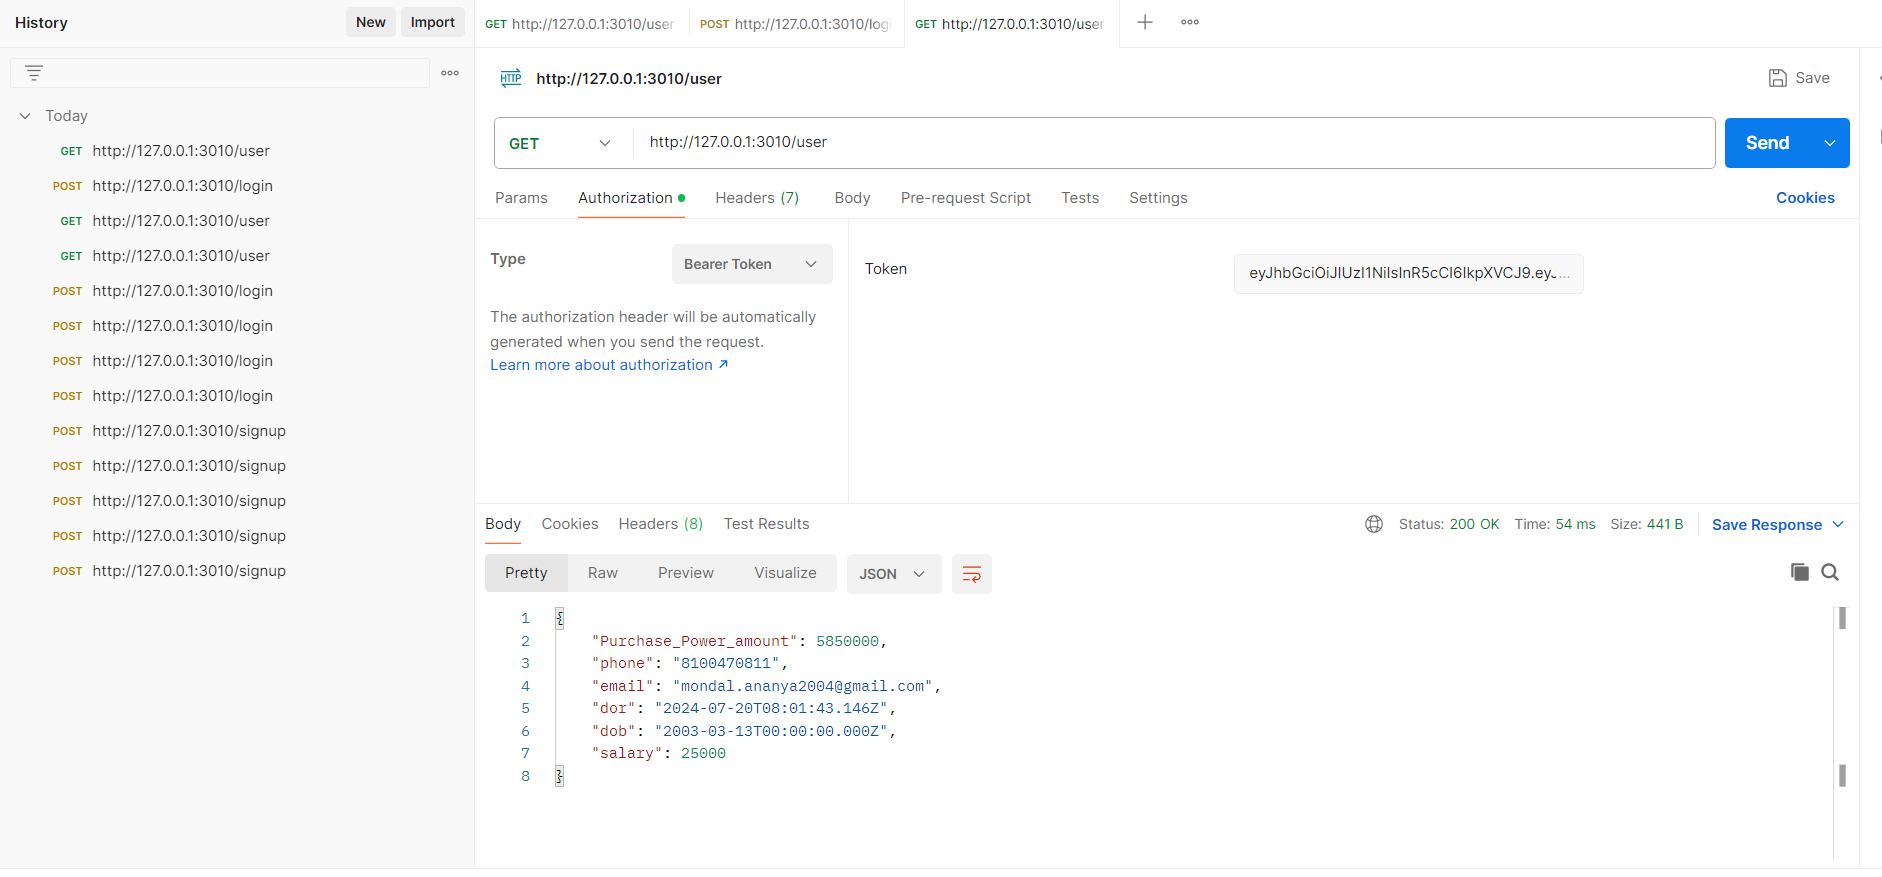 History
New
Import
Today
GET http://127.0.0.1:3010/user
POST http://127.0.0.1:3010/login
GET http://127.0.0.1:3010/user
GET http://127.0.0.1:3010/user
POST http://127.0.0.1:3010/login
POST http://127.0.0.1:3010/login
POST http://127.0.0.1:3010/login
POST http://127.0.0.1:3010/login
POST http://127.0.0.1:3010/signup
POST http://127.0.0.1:3010/signup
POST http://127.0.0.1:3010/signup
POST http://127.0.0.1:3010/signup
POST http://127.0.0.1:3010/signup
GET http://127.0.0.1:3010/user POST http://127.0.0.1:3010/log GET http://127.0.0.1:3010/user
HTTP http://127.0.0.1:3010/user
Save
GET http://127.0.0.1:3010/user
Send
Params Authorization Headers (7) Body Pre-request Script Tests Settings
Cookies
Type
Bearer Token
The authorization header will be automatically
generated when you send the request.
Learn more about authorization ↗
Token
eyJhbGciOiJIUzI1NiIsInR5cCI6IkpXVCJ9.eyJ...
Body Cookies Headers (8) Test Results
Status: 200 OK Time: 54 ms Size: 441 B
Save Response
Pretty Raw Preview Visualize
JSON
1 {
2 "Purchase_Power_amount": 5850000,
3 "phone": "8100470811",
4 "email": "mondal.ananya2004@gmail.com",
5 "dor": "2024-07-20T08:01:43.146Z",
6 "dob": "2003-03-13T00:00:00.000Z",
7 "salary": 25000
8 }